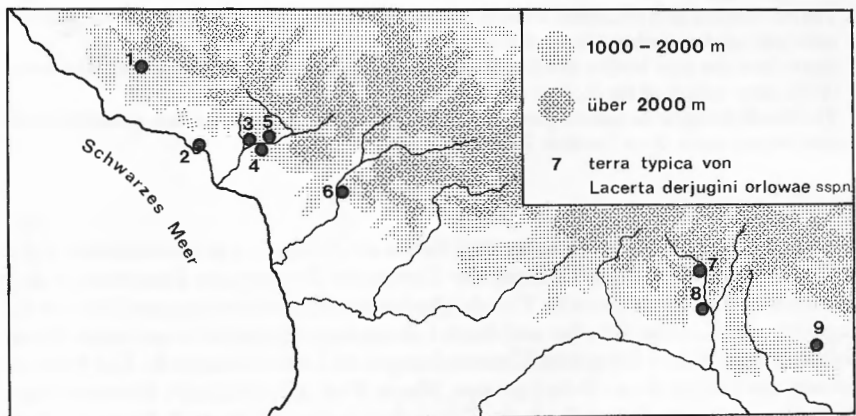 1
2
3
5
4
6
Schwarzes Meer
1000 – 2000 m
über 2000 m
7 terra typica von
Lacerta derjugini orlowae sspn.
7
8
9